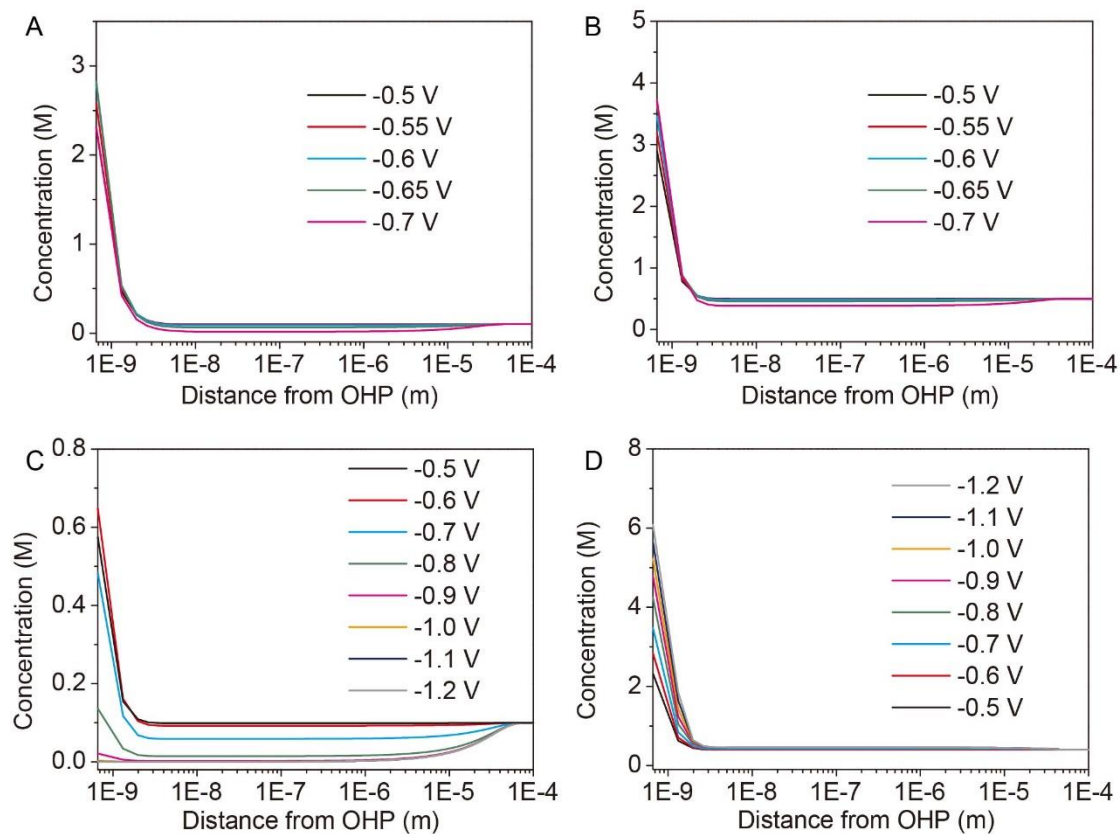 A
Concentration (M)
3
2
1
0
-0.5 V
-0.55 V
-0.6 V
-0.65 V
-0.7 V
1E-9 1E-8 1E-7 1E-6 1E-5 1E-4
Distance from OHP (m)
B
Concentration (M)
5
4
3
2
1
0
-0.5 V
-0.55 V
-0.6 V
-0.65 V
-0.7 V
1E-9 1E-8 1E-7 1E-6 1E-5 1E-4
Distance from OHP (m)
C
Concentration (M)
0.8
0.6
0.4
0.2
0.0
-0.5 V
-0.6 V
-0.7 V
-0.8 V
-0.9 V
-1.0 V
-1.1 V
-1.2 V
1E-9 1E-8 1E-7 1E-6 1E-5 1E-4
Distance from OHP (m)
D
Concentration (M)
8
6
4
2
0
-1.2 V
-1.1 V
-1.0 V
-0.9 V
-0.8 V
-0.7 V
-0.6 V
-0.5 V
1E-9 1E-8 1E-7 1E-6 1E-5 1E-4
Distance from OHP (m)